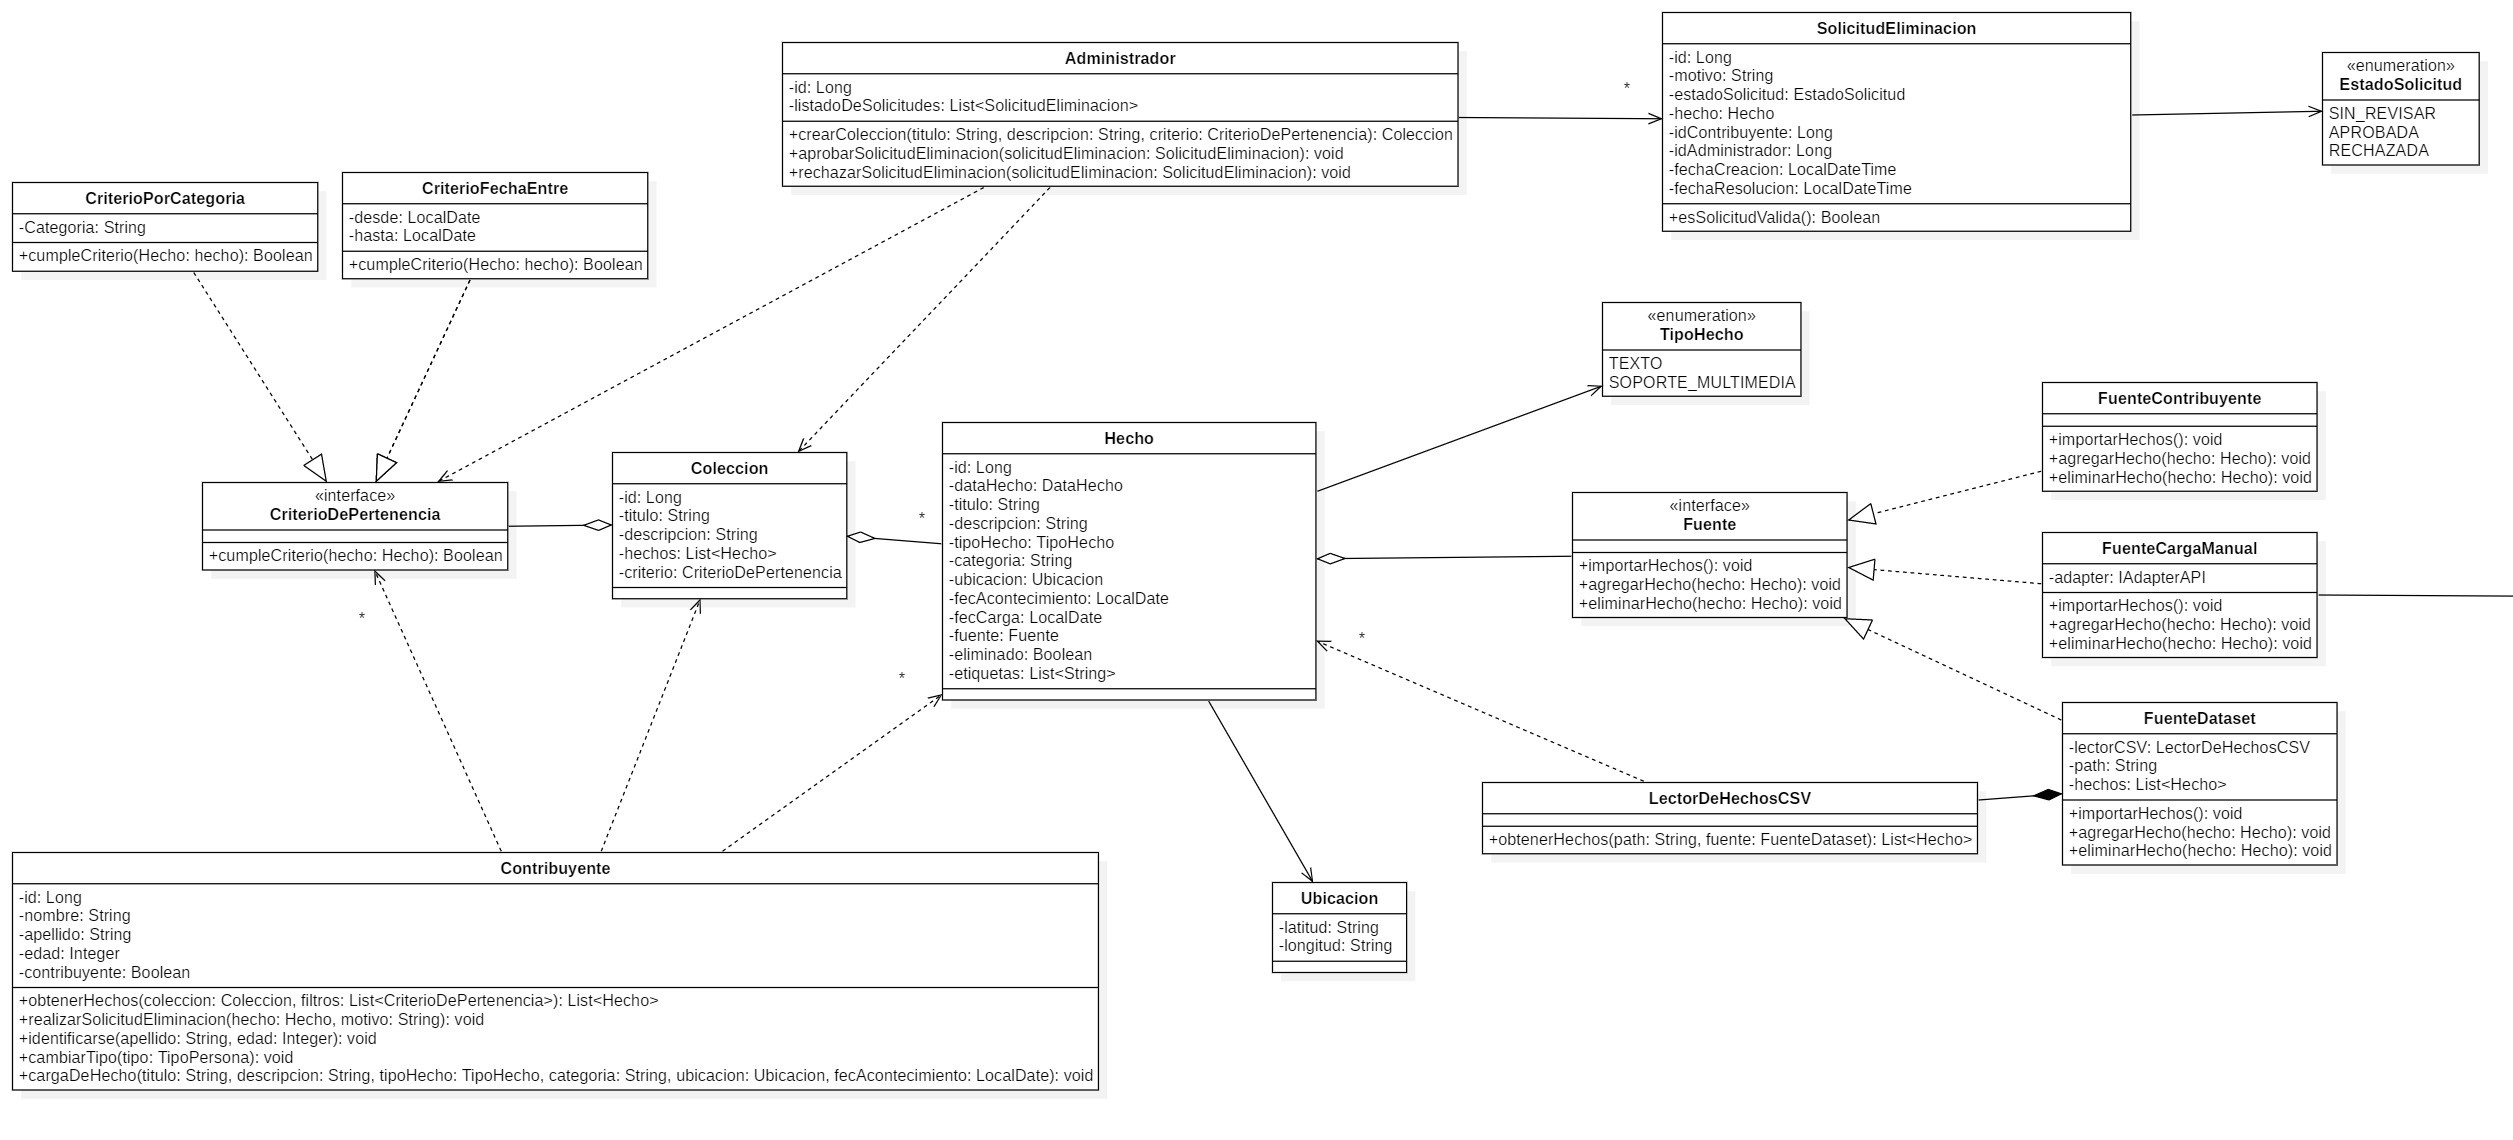 SolicitudEliminacion
-id: Long
-motivo: String
-estadoSolicitud: EstadoSolicitud
-hecho: Hecho
-idContribuyente: Long
-idAdministrador: Long
-fechaCreacion: LocalDateTime
-fechaResolucion: LocalDateTime
+esSolicitudValida(): Boolean
Administrador
-id: Long
-listadoDeSolicitudes: List<SolicitudEliminacion>
+crearColeccion(titulo: String, descripcion: String, criterio: CriterioDePertenencia): Coleccion
+aprobarSolicitudEliminacion(solicitudEliminacion: SolicitudEliminacion): void
+rechazarSolicitudEliminacion(solicitudEliminacion: SolicitudEliminacion): void
*
«enumeration»
EstadoSolicitud
SIN_REVISAR
APROBADA
RECHAZADA
CriterioPorCategoria
-Categoria: String
+cumpleCriterio(Hecho: hecho): Boolean
CriterioFechaEntre
-desde: LocalDate
-hasta: LocalDate
+cumpleCriterio(Hecho: hecho): Boolean
«enumeration»
TipoHecho
TEXTO
SOPORTE_MULTIMEDIA
«interface»
CriterioDePertenencia
+cumpleCriterio(hecho: Hecho): Boolean
*
Coleccion
-id: Long
-titulo: String
-descripcion: String
-hechos: List<Hecho>
-criterio: CriterioDePertenencia
*
*
Hecho
-id: Long
-dataHecho: DataHecho
-titulo: String
-descripcion: String
-tipoHecho: TipoHecho
-categoria: String
-ubicacion: Ubicacion
-fecAcontecimiento: LocalDate
-fecCarga: LocalDate
-fuente: Fuente
-eliminado: Boolean
-etiquetas: List<String>
*
«interface»
Fuente
+importarHechos(): void
+agregarHecho(hecho: Hecho): void
+eliminarHecho(hecho: Hecho): void
FuenteContribuyente
+importarHechos(): void
+agregarHecho(hecho: Hecho): void
+eliminarHecho(hecho: Hecho): void
FuenteCargaManual
-adapter: IAdapterAPI
+importarHechos(): void
+agregarHecho(hecho: Hecho): void
+eliminarHecho(hecho: Hecho): void
FuenteDataset
-lectorCSV: LectorDeHechosCSV
-path: String
-hechos: List<Hecho>
+importarHechos(): void
+agregarHecho(hecho: Hecho): void
+eliminarHecho(hecho: Hecho): void
LectorDeHechosCSV
+obtenerHechos(path: String, fuente: FuenteDataset): List<Hecho>
Ubicacion
-latitud: String
-longitud: String
Contribuyente
-id: Long
-nombre: String
-apellido: String
-edad: Integer
-contribuyente: Boolean
+obtenerHechos(coleccion: Coleccion, filtros: List<CriterioDePertenencia>): List<Hecho>
+realizarSolicitudEliminacion(hecho: Hecho, motivo: String): void
+identificarse(apellido: String, edad: Integer): void
+cambiarTipo(tipo: TipoPersona): void
+cargaDeHecho(titulo: String, descripcion: String, tipoHecho: TipoHecho, categoria: String, ubicacion: Ubicacion, fecAcontecimiento: LocalDate): void